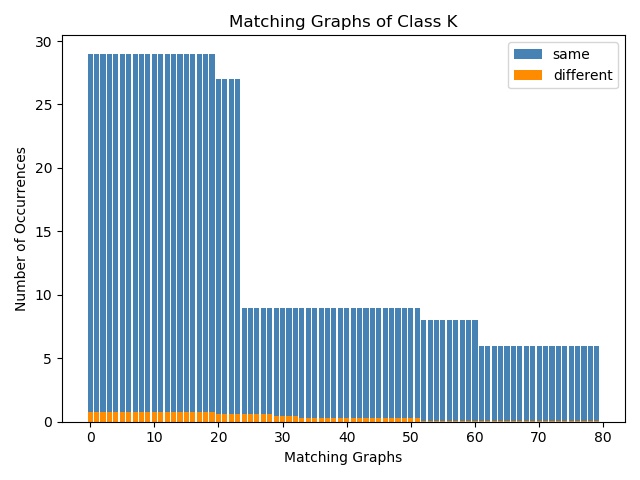 Matching Graphs of Class K
same
different
Number of Occurrences
30
25
20
15
10
5
0
0 10 20 30 40 50 60 70 80
Matching Graphs